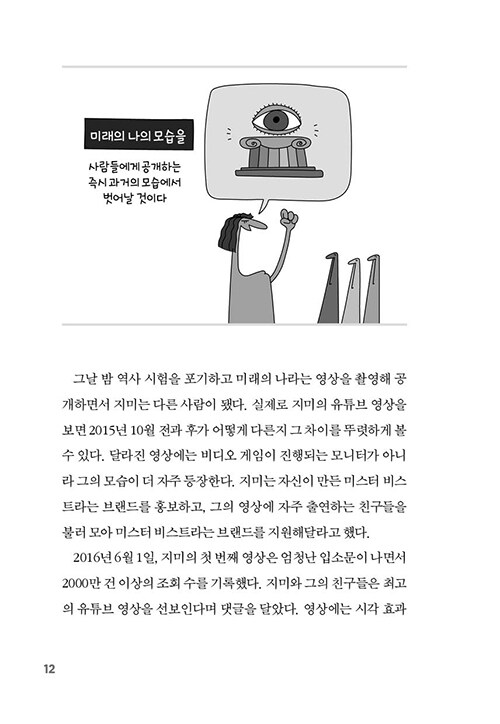 미래의 나의 모습을
사람들에게 공개하는
즉시 과거의 모습에서
벗어날 것이다
그날 밤 역사 시험을 포기하고 미래의 나라는 영상을 촬영해 공
개하면서 지미는 다른 사람이 됐다. 실제로 지미의 유튜브 영상을
보면 2015년 10월 전과 후가 어떻게 다른지 그 차이를 뚜렷하게 볼
수 있다. 달라진 영상에는 비디오 게임이 진행되는 모니터가 아니
라 그의 모습이 더 자주 등장한다. 지미는 자신이 만든 미스터 비스
트라는 브랜드를 홍보하고, 그의 영상에 자주 출연하는 친구들을
불러 모아 미스터 비스트라는 브랜드를 지원해달라고 했다.
2016년 6월 1일, 지미의 첫 번째 영상은 엄청난 입소문이 나면서
2000만 건 이상의 조회 수를 기록했다. 지미와 그의 친구들은 최고
의 유튜브 영상을 선보인다며 댓글을 달았다. 영상에는 시각 효과
12